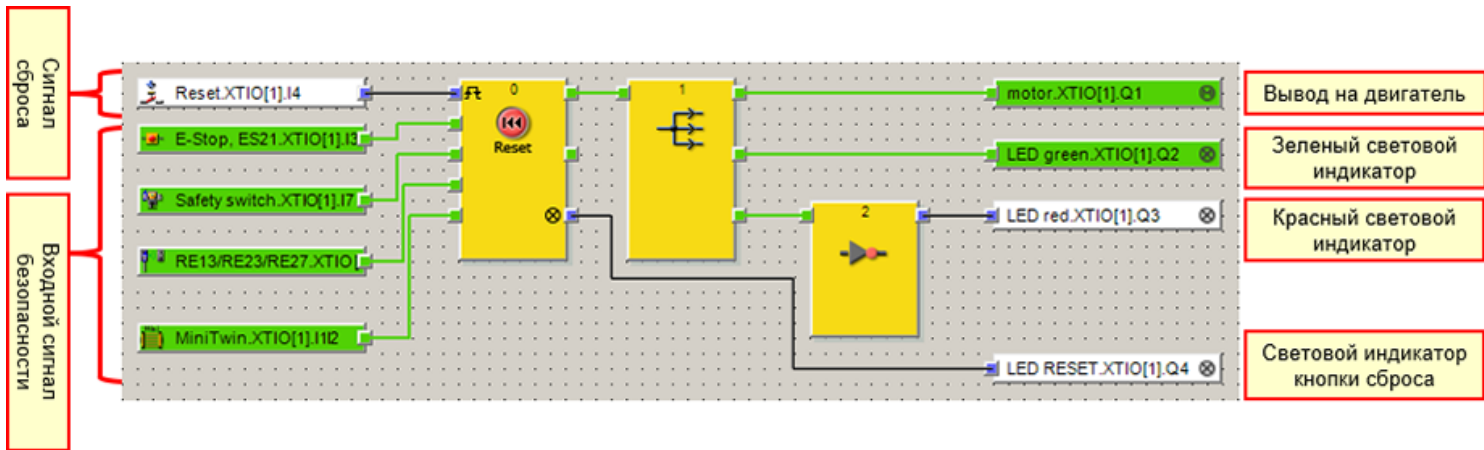 Сигнал
сброса
Входной сигнал
безопасности
Reset.XTIO[1].I4
E-Stop, ES21.XTIO[1].I3
Safety switch.XTIO[1].I7
RE13/RE23/RE27.XTIO[
MiniTwin.XTIO[1].I1I2
0
Reset
1
2
motor.XTIO[1].Q1
LED green.XTIO[1].Q2
LED red.XTIO[1].Q3
LED RESET.XTIO[1].Q4
Вывод на двигатель
Зеленый световой
индикатор
Красный световой
индикатор
Световой индикатор
кнопки сброса